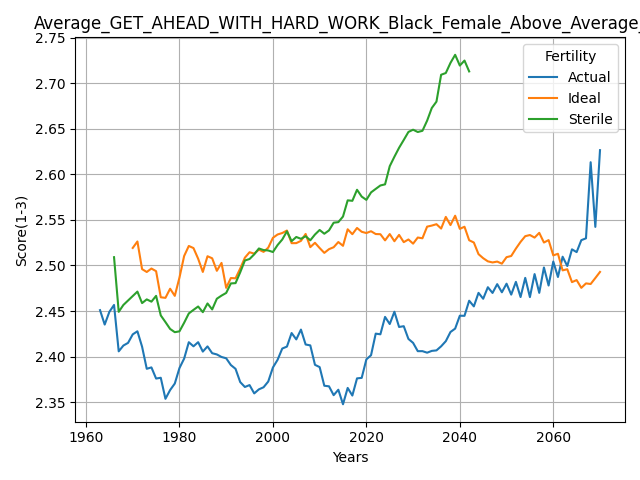 Average_GET_AHEAD_WITH_HARD_WORK_Black_Female_Above_Average_
2.75
2.70
2.65
2.60
2.55
2.50
2.45
2.40
2.35
Score(1-3)
Fertility
Actual
Ideal
Sterile
1960
1980
2000
2020
2040
2060
Years